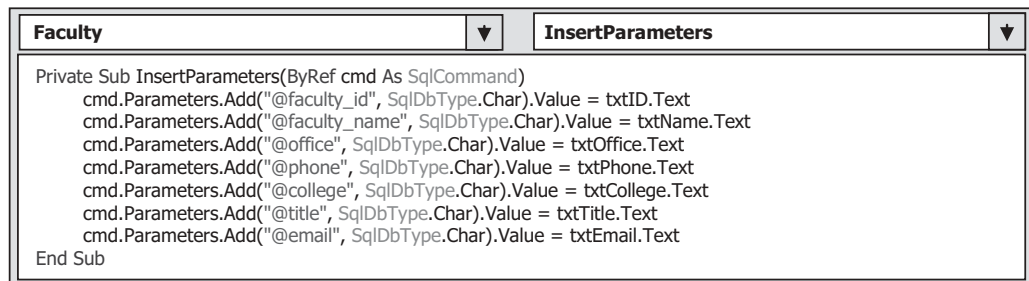 Faculty InsertParameters
Private Sub InsertParameters(ByRef cmd As SqlCommand)
cmd.Parameters.Add("@faculty_id", SqlDbType.Char).Value = txtID.Text
cmd.Parameters.Add("@faculty_name", SqlDbType.Char).Value = txtName.Text
cmd.Parameters.Add("@office", SqlDbType.Char).Value = txtOffice.Text
cmd.Parameters.Add("@phone", SqlDbType.Char).Value = txtPhone.Text
cmd.Parameters.Add("@college", SqlDbType.Char).Value = txtCollege.Text
cmd.Parameters.Add("@title", SqlDbType.Char).Value = txtTitle.Text
cmd.Parameters.Add("@email", SqlDbType.Char).Value = txtEmail.Text
End Sub